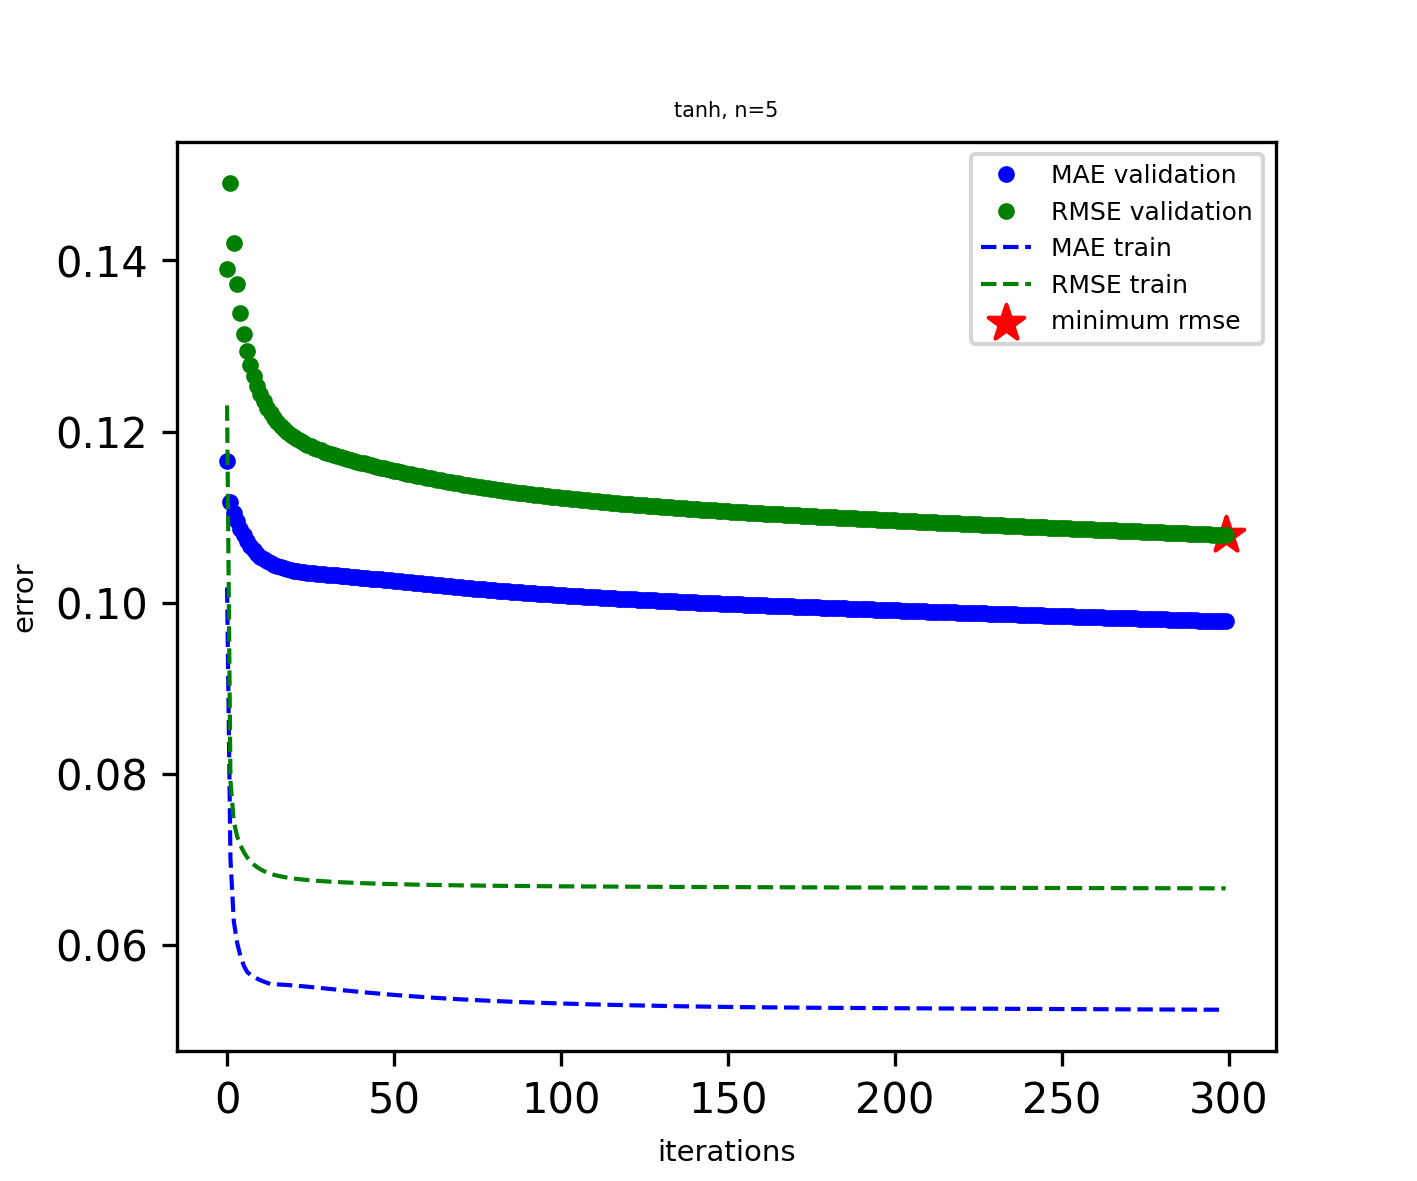 tanh, n=5
MAE validation
RMSE validation
MAE train
RMSE train
minimum rmse
error
0.14
0.12
0.10
0.08
0.06
0 50 100 150 200 250 300
iterations